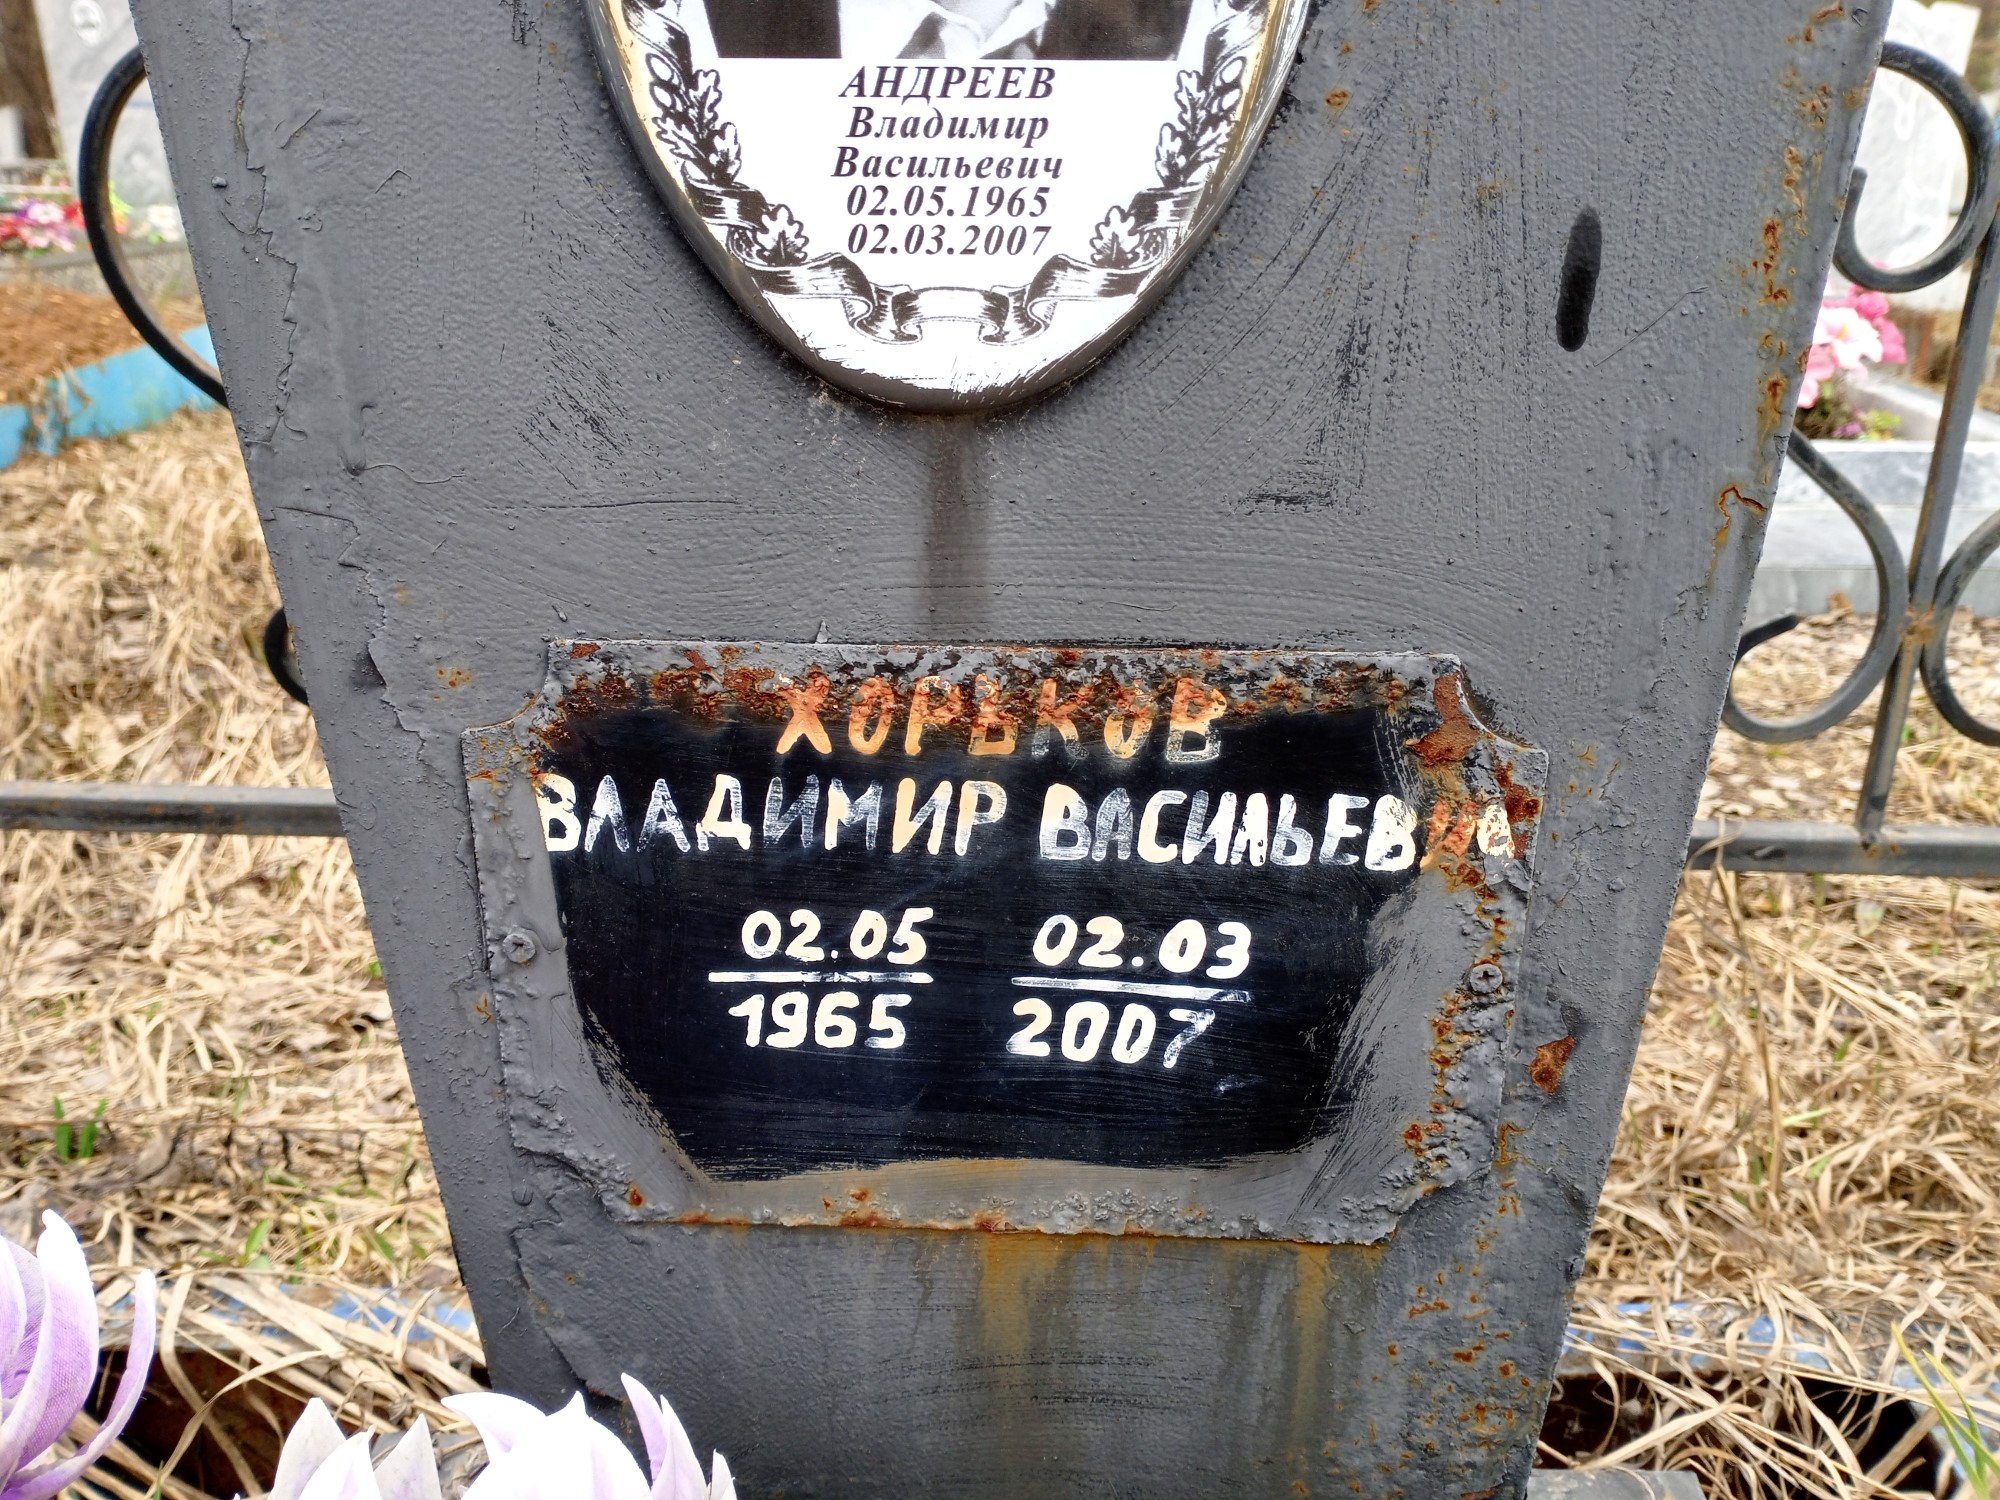 АНДРЕЕВ
Владимир
Васильевич
02.05.1965
02.03.2007
ХОРЬКОВ
ВЛАДИМИР ВАСИЛЬЕВИЧ
02.05 02.03
1965 2007